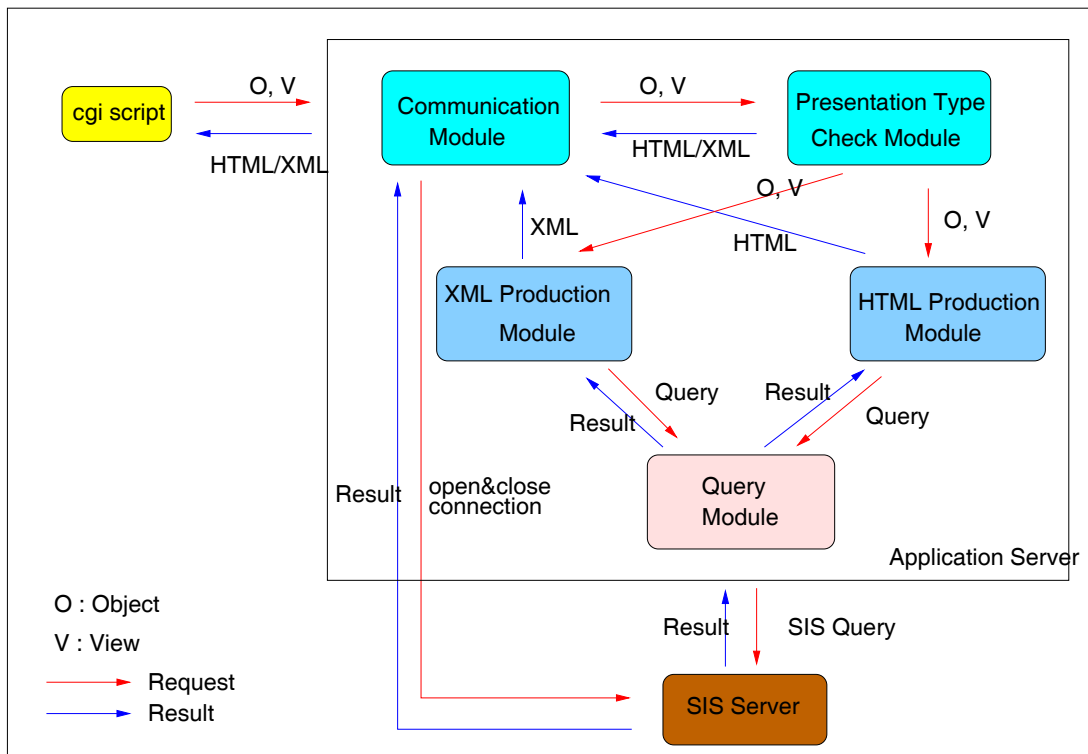 cgi script
O, V
HTML/XML
Communication
Module
O, V
HTML/XML
Presentation Type
Check Module
O, V
O, V
XML
HTML
XML Production
Module
HTML Production
Module
Query
Result
Result
Query
Query
Module
Result
open&close
connection
Application Server
Result
SIS Query
SIS Server
O : Object
V : View
Request
Result